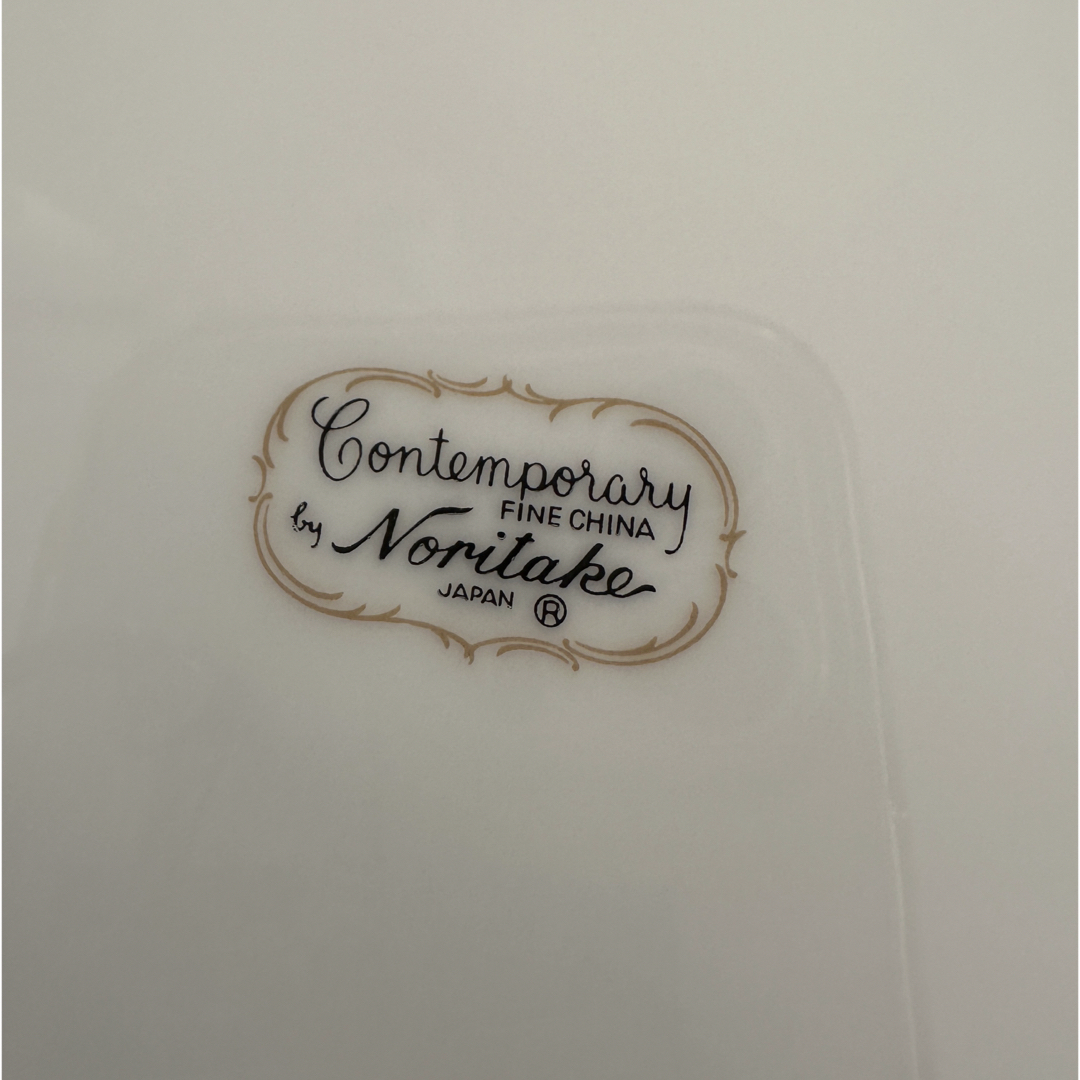 Contemporary
FINE CHINA
by Noritake
JAPAN ®